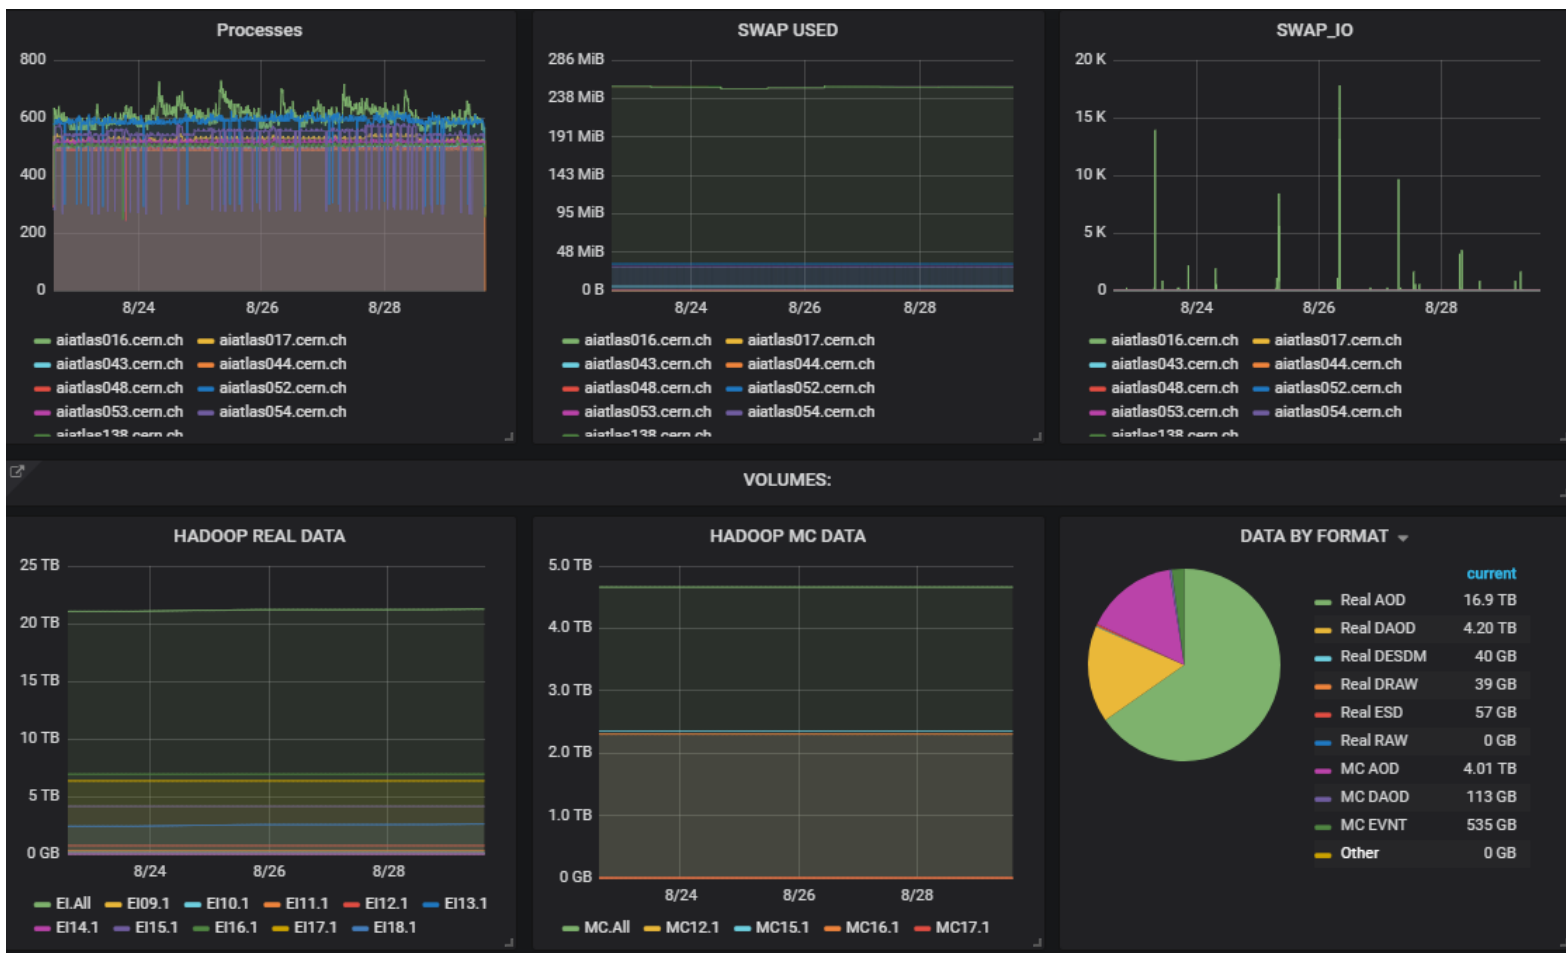 Processes
800
600
400
200
0
8/24 8/26 8/28
aiatlas016.cern.ch aiatlas017.cern.ch
aiatlas043.cern.ch aiatlas044.cern.ch
aiatlas048.cern.ch aiatlas052.cern.ch
aiatlas053.cern.ch aiatlas054.cern.ch
aiatlas138.cern.ch
SWAP USED
286 MiB
238 MiB
191 MiB
143 MiB
95 MiB
48 MiB
0 B
8/24 8/26 8/28
aiatlas016.cern.ch aiatlas017.cern.ch
aiatlas043.cern.ch aiatlas044.cern.ch
aiatlas048.cern.ch aiatlas052.cern.ch
aiatlas053.cern.ch aiatlas054.cern.ch
aiatlas138.cern.ch
SWAP_IO
20 K
15 K
10 K
5 K
0
8/24 8/26 8/28
aiatlas016.cern.ch aiatlas017.cern.ch
aiatlas043.cern.ch aiatlas044.cern.ch
aiatlas048.cern.ch aiatlas052.cern.ch
aiatlas053.cern.ch aiatlas054.cern.ch
aiatlas138.cern.ch
VOLUMES:
HADOOP REAL DATA
25 TB
20 TB
15 TB
10 TB
5 TB
0 GB
8/24 8/26 8/28
EI.All EI09.1 EI10.1 EI11.1 EI12.1 EI13.1
EI14.1 EI15.1 EI16.1 EI17.1 EI18.1
HADOOP MC DATA
5.0 TB
4.0 TB
3.0 TB
2.0 TB
1.0 TB
0 GB
8/24 8/26 8/28
MC.All MC12.1 MC15.1 MC16.1 MC17.1
DATA BY FORMAT
current
Real AOD 16.9 TB
Real DAOD 4.20 TB
Real DESDM 40 GB
Real DRAW 39 GB
Real ESD 57 GB
Real RAW 0 GB
MC AOD 4.01 TB
MC DAOD 113 GB
MC EVNT 535 GB
Other 0 GB